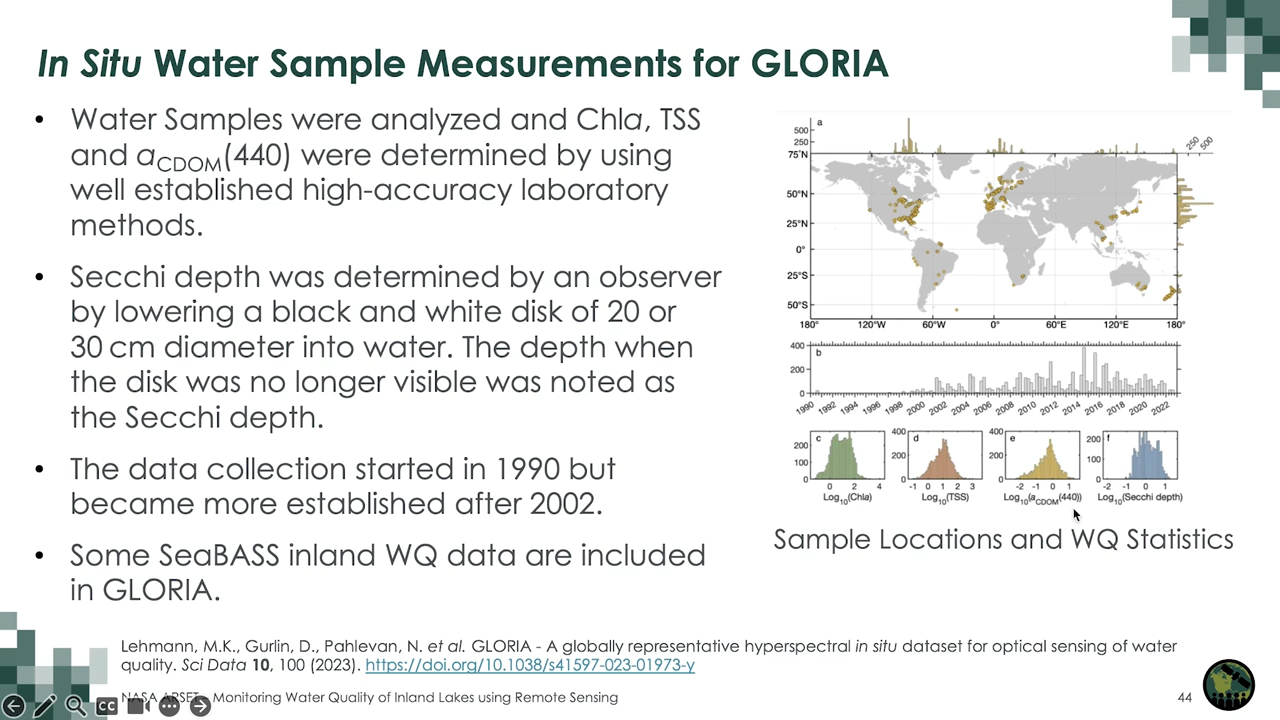 In Situ Water Sample Measurements for GLORIA
• Water Samples were analyzed and Chla, TSS
and aCDOM(440) were determined by using
well established high-accuracy laboratory
methods.
• Secchi depth was determined by an observer
by lowering a black and white disk of 20 or
30 cm diameter into water. The depth when
the disk was no longer visible was noted as
the Secchi depth.
• The data collection started in 1990 but
became more established after 2002.
• Some SeaBASS inland WQ data are included
in GLORIA.
a
500
250
250 500
75°N
50°N
25°N
0°
25°S
50°S
180° 120°W 60°W 0° 60°E 120°E 180°
b
400
200
0
1990 1992 1994 1996 1998 2000 2002 2004 2006 2008 2010 2012 2014 2016 2018 2020 2022
c
200
100
0
0 2 4
Log10(Chla)
d
400
200
0
-1 0 1 2 3
Log10(TSS)
e
400
200
0
-2 -1 0 1
Log10(aCDOM(440))
f
200
100
0
-2 -1 0 1
Log10(Secchi depth)
Sample Locations and WQ Statistics
Lehmann, M.K., Gurlin, D., Pahlevan, N. et al. GLORIA - A globally representative hyperspectral in situ dataset for optical sensing of water
quality. Sci Data 10, 100 (2023). https://doi.org/10.1038/s41597-023-01973-y
NASA ARSET – Monitoring Water Quality of Inland Lakes using Remote Sensing
44
CC